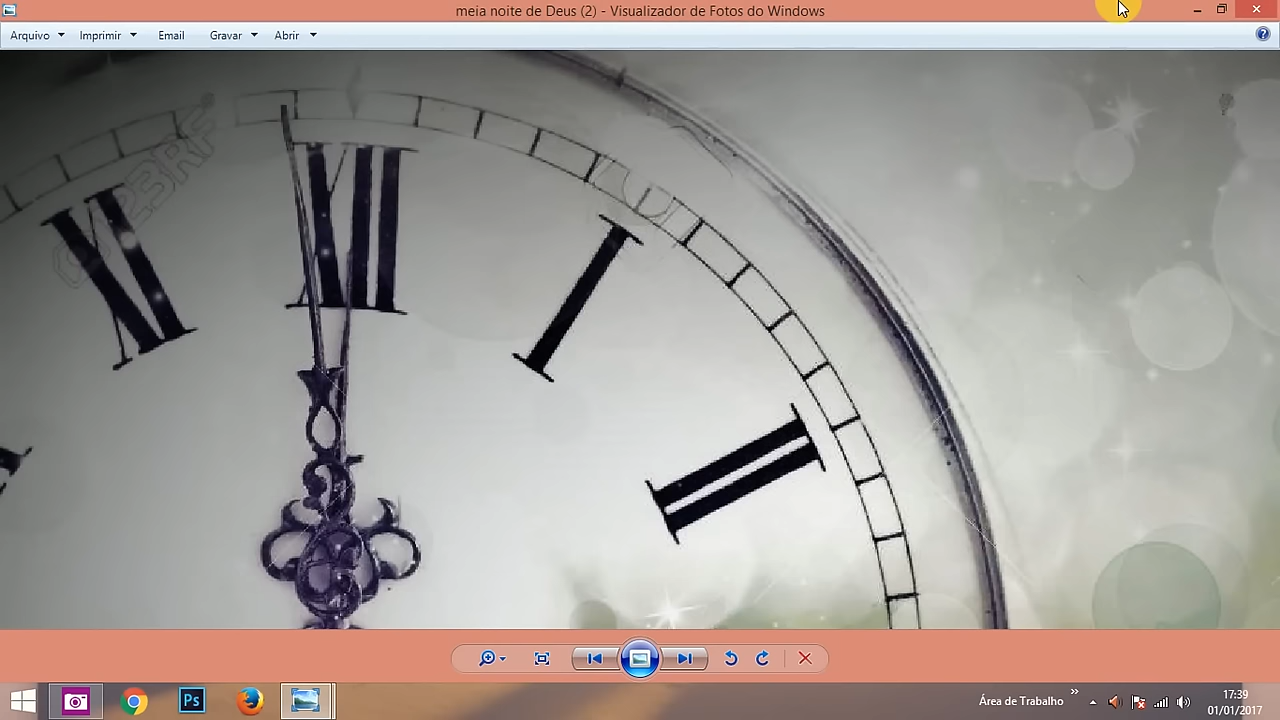 meia noite de Deus (2) - Visualizador de Fotos do Windows
Arquivo Imprimir Email Gravar Abrir
123RF
XI XII I II
Ps
Área de Trabalho
17:39
01/01/2017